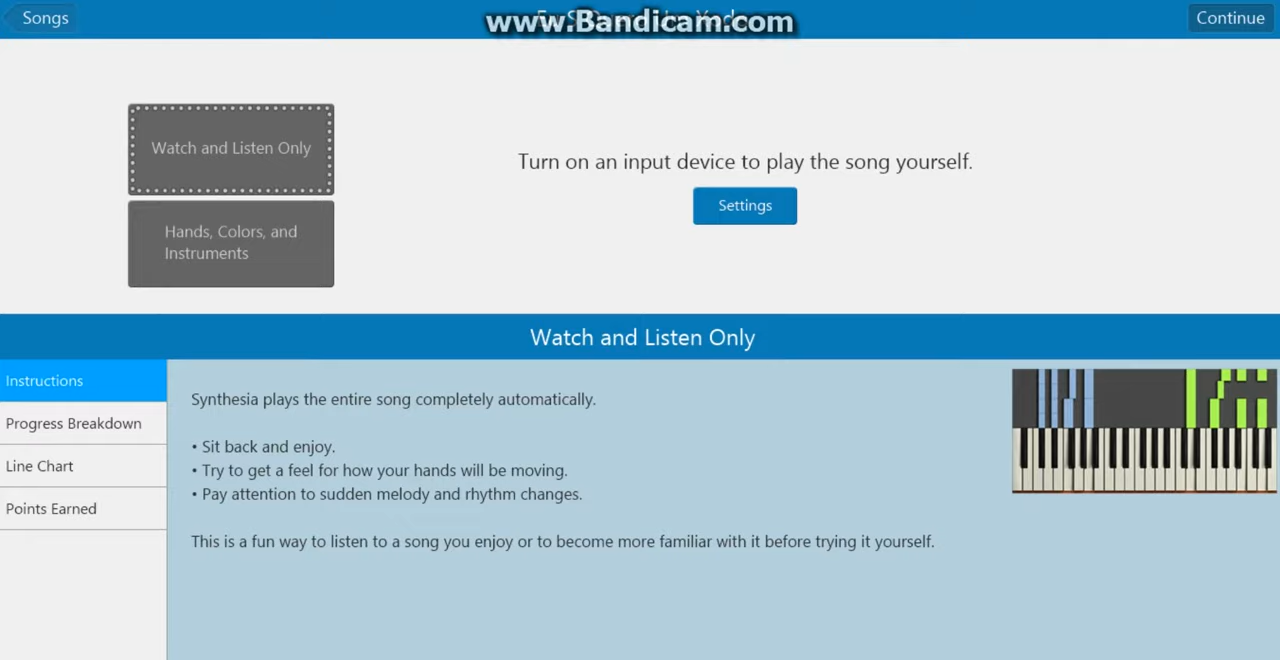 Songs
www.Bandicam.com
Continue
Watch and Listen Only
Hands, Colors, and
Instruments
Turn on an input device to play the song yourself.
Settings
Watch and Listen Only
Instructions
Progress Breakdown
Line Chart
Points Earned
Synthesia plays the entire song completely automatically.
• Sit back and enjoy.
• Try to get a feel for how your hands will be moving.
• Pay attention to sudden melody and rhythm changes.
This is a fun way to listen to a song you enjoy or to become more familiar with it before trying it yourself.